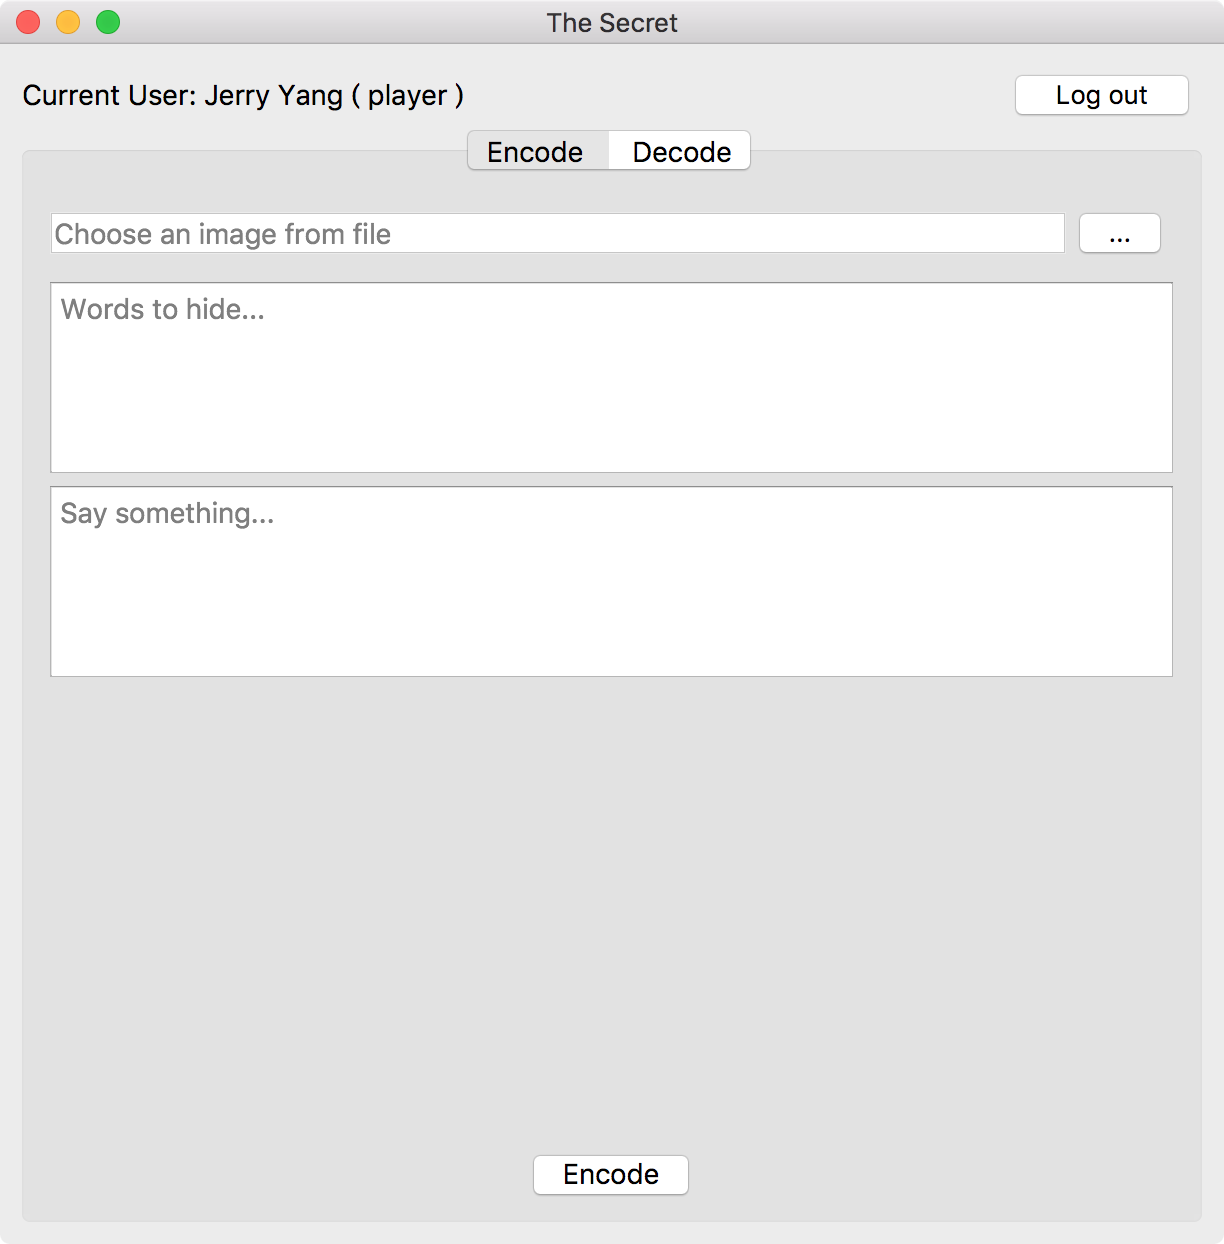 The Secret
Current User: Jerry Yang ( player )
Log out
Encode Decode
Choose an image from file
...
Words to hide...
Say something...
Encode